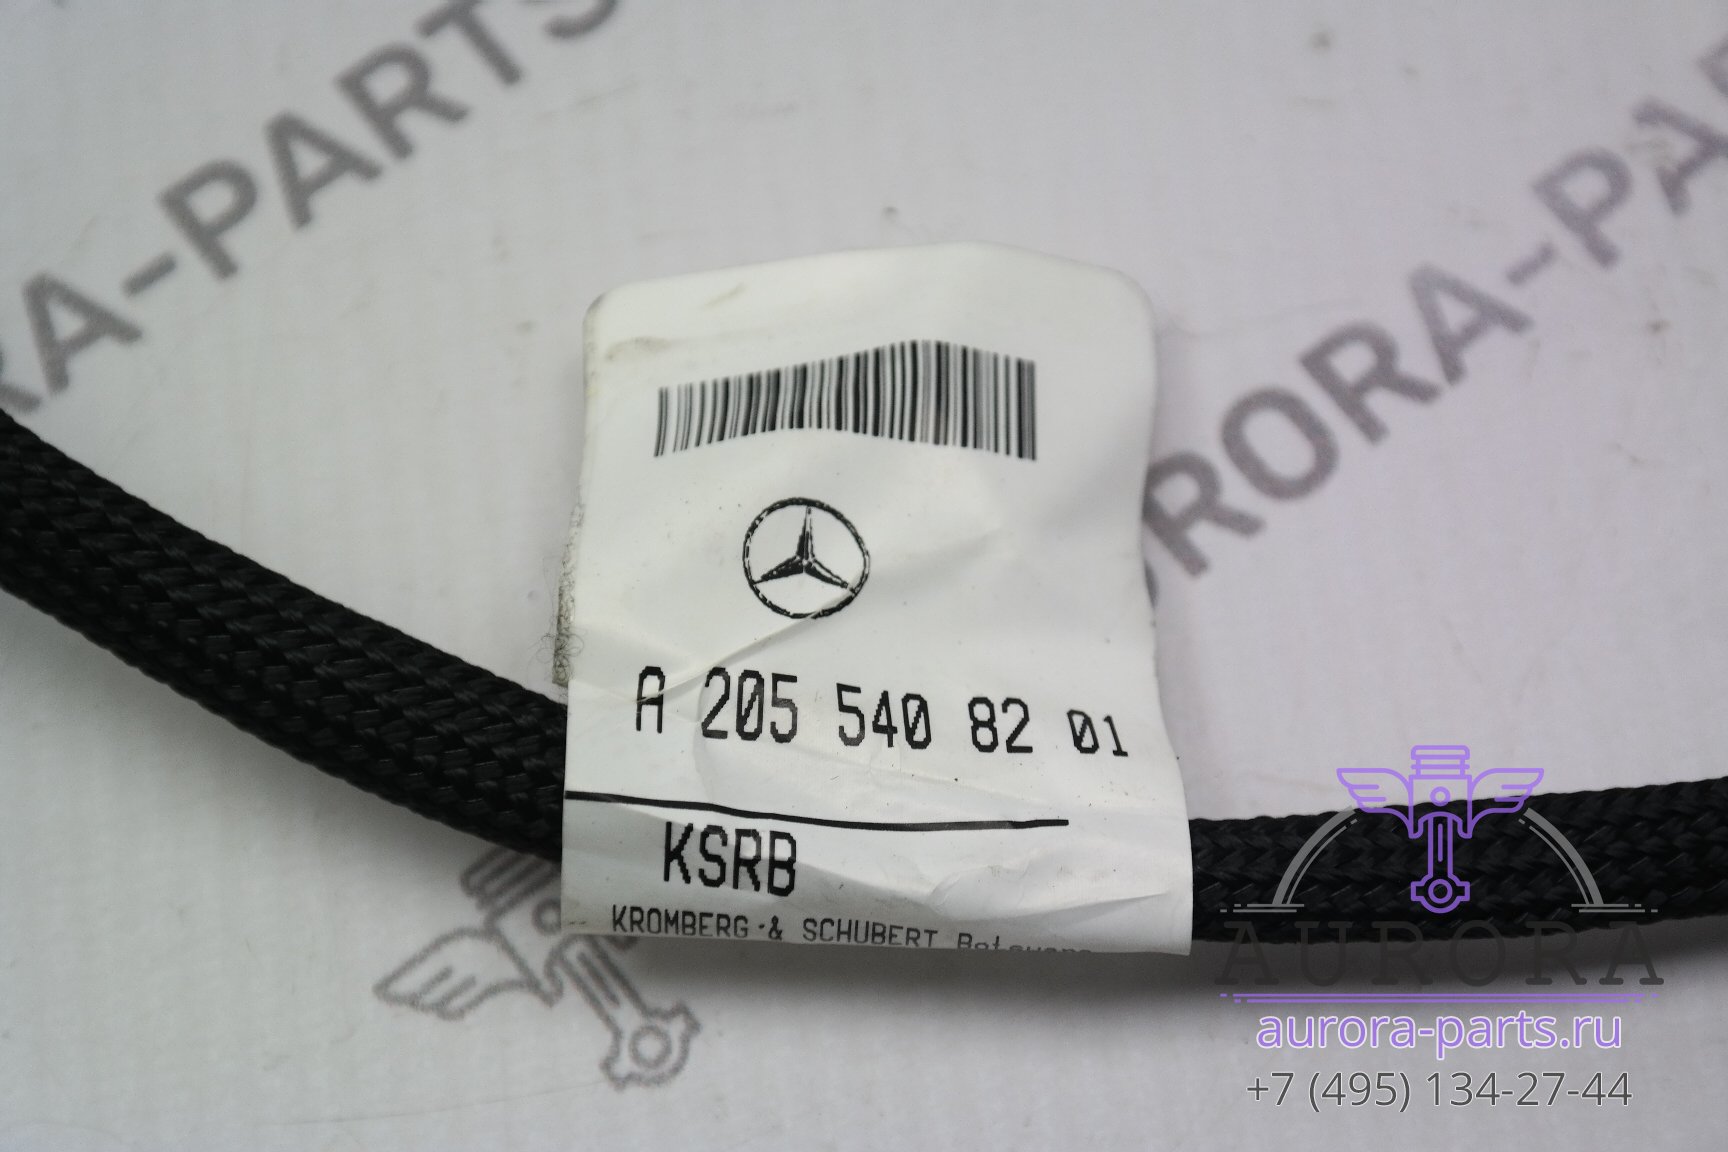 RA-PARTS
AURORA-PA
A 205 540 82 01
KSRB
KROMBERG & SCHUBERT
AURORA
aurora-parts.ru
+7 (495) 134-27-44